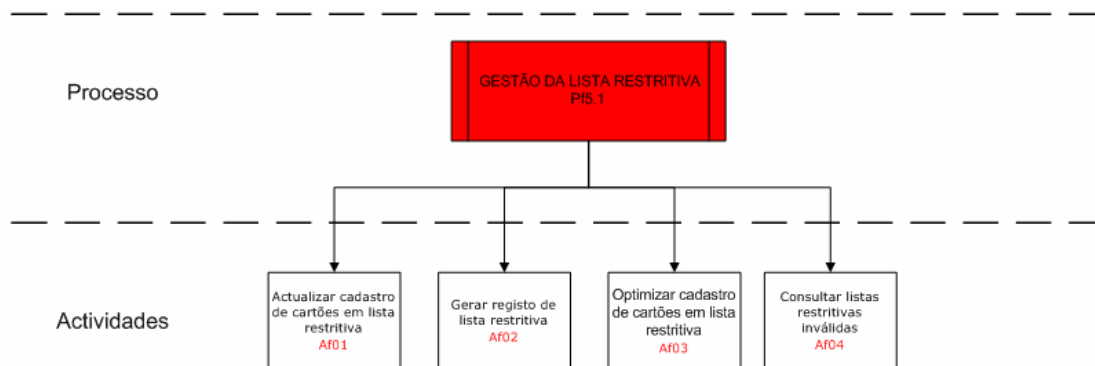 Processo
GESTÃO DA LISTA RESTRITIVA
Pf5.1
Actividades
Actualizar cadastro
de cartões em lista
restritiva
Af01
Gerar registo de
lista restritiva
Af02
Optimizar cadastro
de cartões em lista
restritiva
Af03
Consultar listas
restritivas
inválidas
Af04